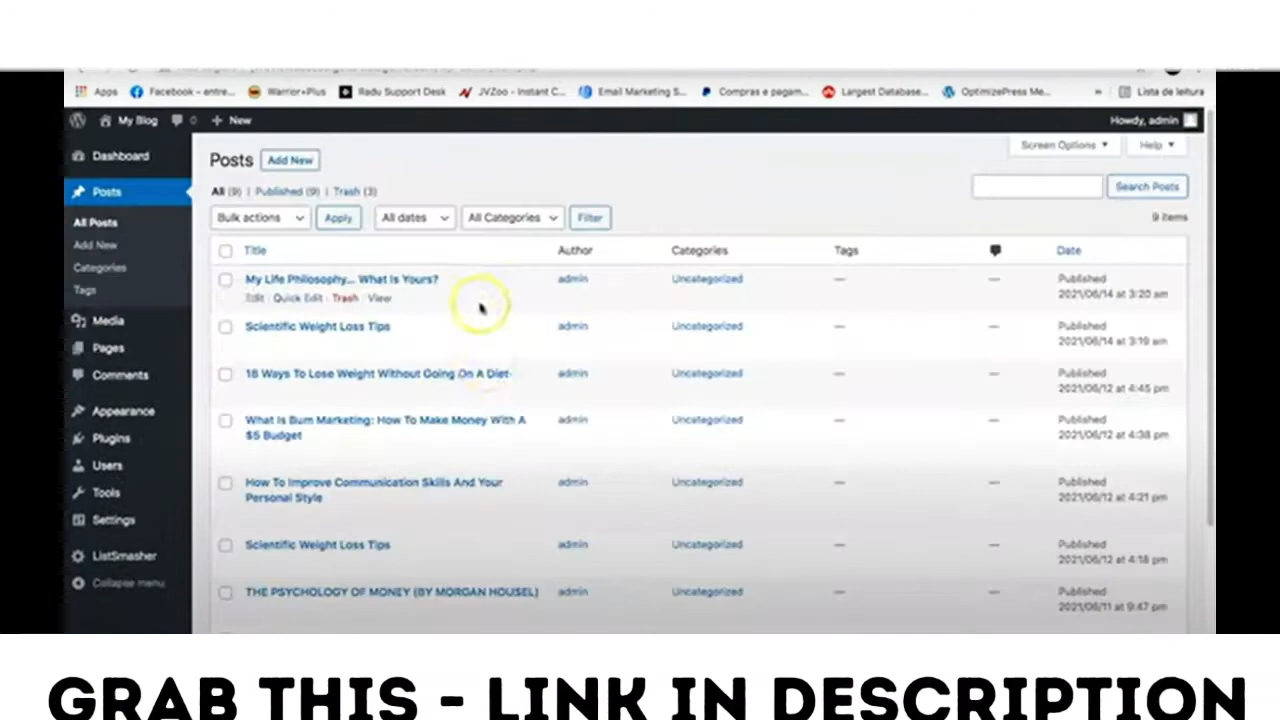 Apps Facebook - entre... Warrior+Plus Radu Support Desk JVZoo - Instant C... Email Marketing S... Compras e pagam... Largest Database... OptimizePress Me... » Lista de leitura
My Blog 0 + New Howdy, admin
Dashboard
Posts
All Posts
Add New
Categories
Tags
Media
Pages
Comments
Appearance
Plugins
Users
Tools
Settings
ListSmasher
Collapse menu
Screen Options ▼ Help ▼
Posts Add New
All (9) | Published (9) | Trash (3)
Search Posts
Bulk actions Apply All dates All Categories Filter 9 items
Title Author Categories Tags Date
My Life Philosophy... What Is Yours? admin Uncategorized — — Published
Edit | Quick Edit | Trash | View 2021/06/14 at 3:20 am
Scientific Weight Loss Tips admin Uncategorized — — Published
2021/06/14 at 3:19 am
18 Ways To Lose Weight Without Going On A Diet- admin Uncategorized — — Published
2021/06/12 at 4:45 pm
What Is Bum Marketing: How To Make Money With A admin Uncategorized — — Published
$5 Budget 2021/06/12 at 4:38 pm
How To Improve Communication Skills And Your admin Uncategorized — — Published
Personal Style 2021/06/12 at 4:21 pm
Scientific Weight Loss Tips admin Uncategorized — — Published
2021/06/12 at 4:18 pm
THE PSYCHOLOGY OF MONEY (BY MORGAN HOUSEL) admin Uncategorized — — Published
2021/06/11 at 9:47 pm
GRAB THIS - LINK IN DESCRIPTION